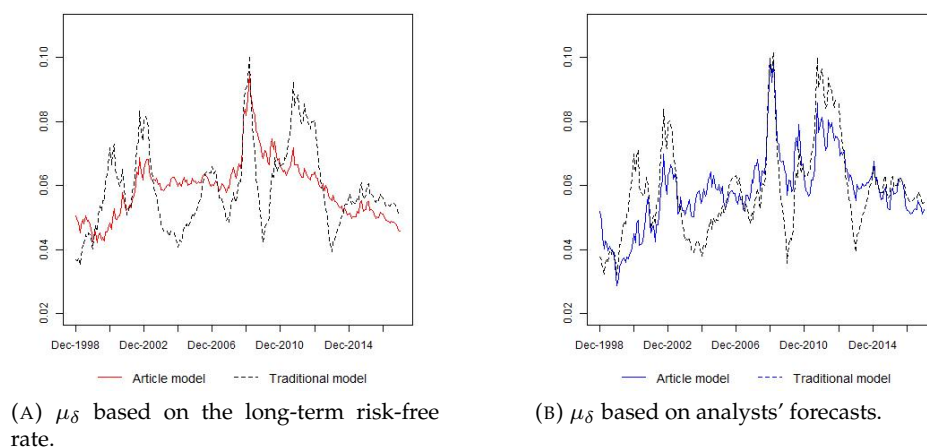 0.10
0.08
0.06
0.04
0.02
Dec-1998 Dec-2002 Dec-2006 Dec-2010 Dec-2014
Article model Traditional model
(A) μδ based on the long-term risk-free
rate.
0.10
0.08
0.06
0.04
0.02
Dec-1998 Dec-2002 Dec-2006 Dec-2010 Dec-2014
Article model Traditional model
(B) μδ based on analysts' forecasts.